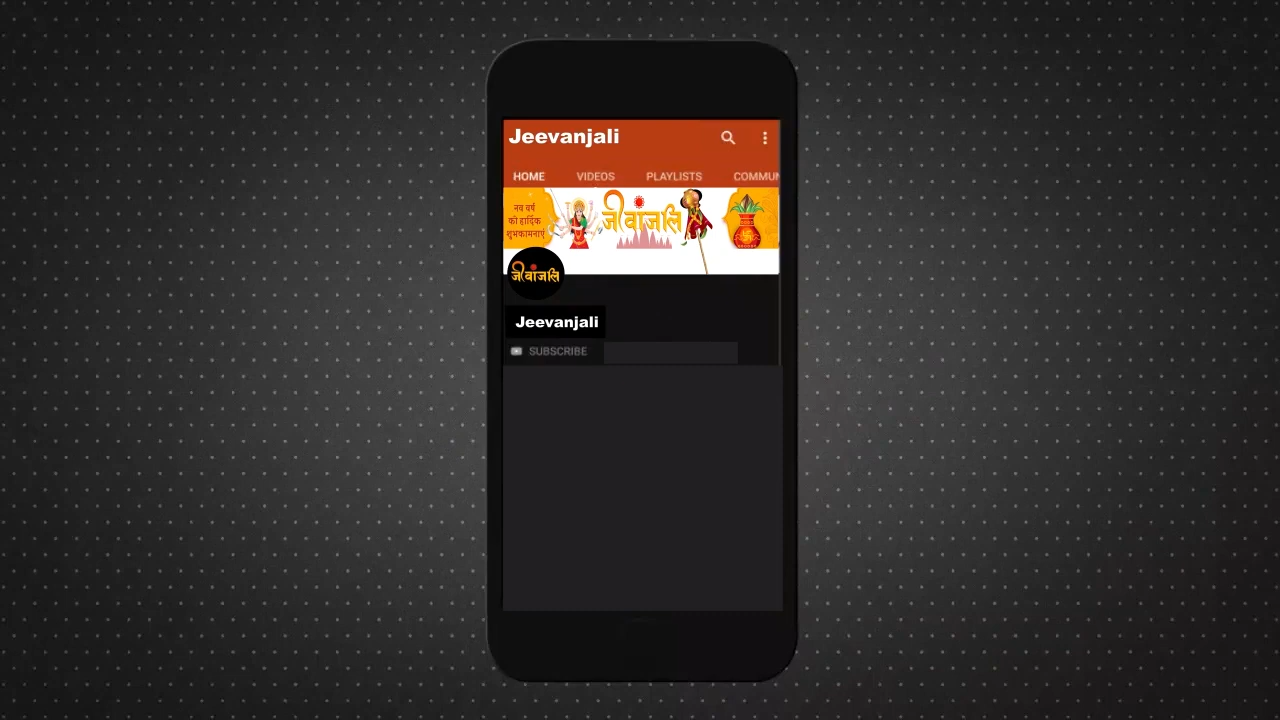 Jeevanjali
HOME VIDEOS PLAYLISTS COMMUN
नव वर्ष
की हार्दिक
शुभकामनाएं
जीवांजलि
जीवांजलि
Jeevanjali
SUBSCRIBE